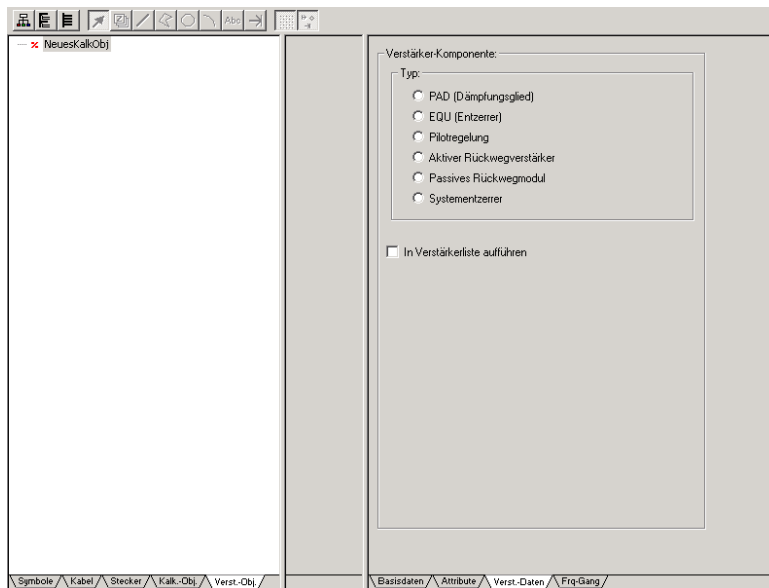 Abc
NeuesKalkObj
Verstärker-Komponente:
Typ:
PAD (Dämpfungsglied)
EQU (Entzerrer)
Pilotregelung
Aktiver Rückwegverstärker
Passives Rückwegmodul
Systementzerrer
In Verstärkerliste aufführen
Symbole Kabel Stecker Kalk.-Obj. Verst.-Obj.
Basisdaten Attribute Verst.-Daten Frq-Gang